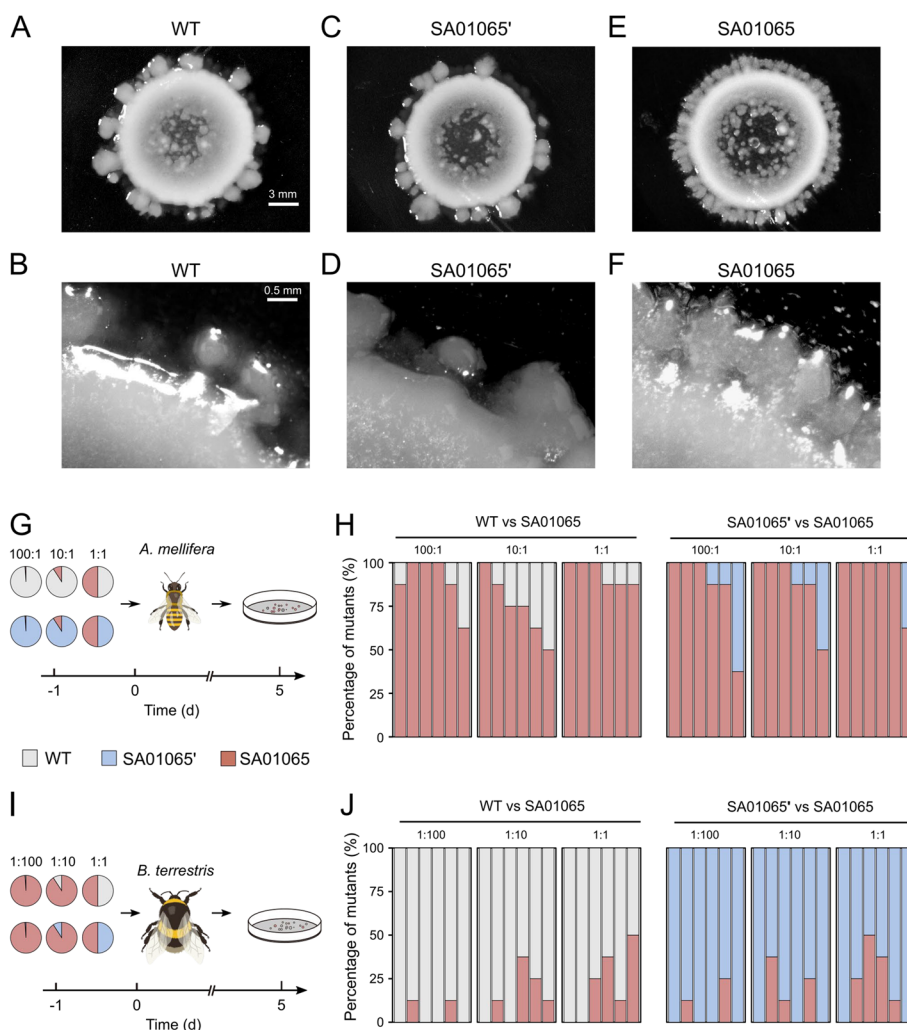 A WT
C SA01065'
E SA01065
3 mm
B WT
D SA01065'
F SA01065
0.5 mm
G
100:1 10:1 1:1
A. mellifera
-1 0 5
Time (d)
H
WT vs SA01065
100:1 10:1 1:1
SA01065' vs SA01065
100:1 10:1 1:1
Percentage of mutants (%)
100
75
50
25
0
WT SA01065' SA01065
I
1:100 1:10 1:1
B. terrestris
-1 0 5
Time (d)
J
WT vs SA01065
1:100 1:10 1:1
SA01065' vs SA01065
1:100 1:10 1:1
Percentage of mutants (%)
100
75
50
25
0